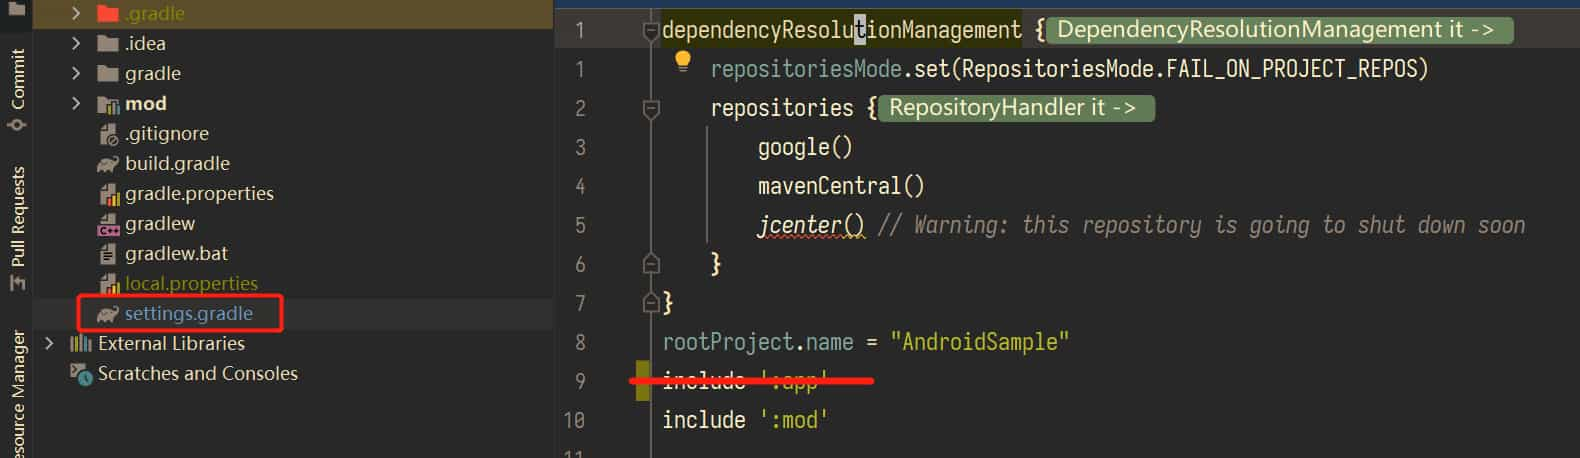 .gradle
.idea
gradle
mod
.gitignore
build.gradle
gradle.properties
gradlew
gradlew.bat
local.properties
settings.gradle
External Libraries
Scratches and Consoles
Commit
Pull Requests
esource Manager
1 dependencyResolutionManagement { DependencyResolutionManagement it ->
1 repositoriesMode.set(RepositoriesMode.FAIL_ON_PROJECT_REPOS)
2 repositories { RepositoryHandler it ->
3 google()
4 mavenCentral()
5 jcenter() // Warning: this repository is going to shut down soon
6 }
7 }
8 rootProject.name = "AndroidSample"
9 include ':app'
10 include ':mod'
11